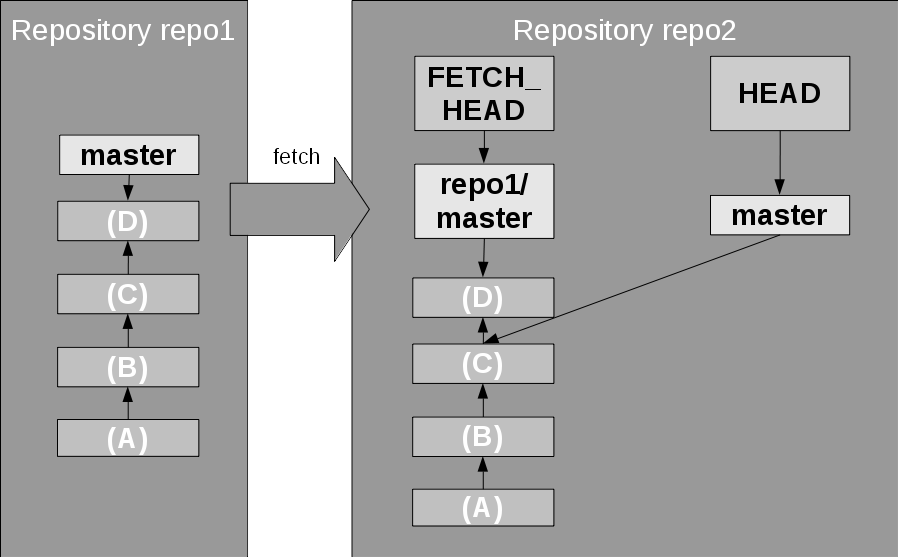 Repository repo1
master
(D)
(C)
(B)
(A)
fetch
Repository repo2
FETCH_
HEAD
repo1/
master
(D)
(C)
(B)
(A)
HEAD
master